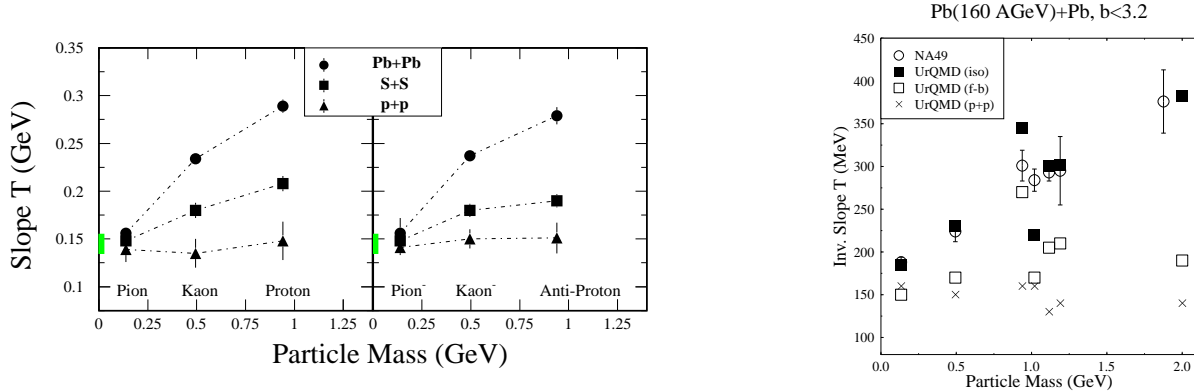 0.35
0.3
0.25
0.2
0.15
0.1
Slope T (GeV)
Pb+Pb
S+S
p+p
Pion Kaon Proton
Pion- Kaon- Anti-Proton
0 0.25 0.5 0.75 1 1.25
0 0.25 0.5 0.75 1 1.25
Particle Mass (GeV)
Pb(160 AGeV)+Pb, b<3.2
450
400
350
300
250
200
150
100
Inv. Slope T (MeV)
NA49
UrQMD (iso)
UrQMD (f-b)
UrQMD (p+p)
0.0 0.5 1.0 1.5 2.0
Particle Mass (GeV)